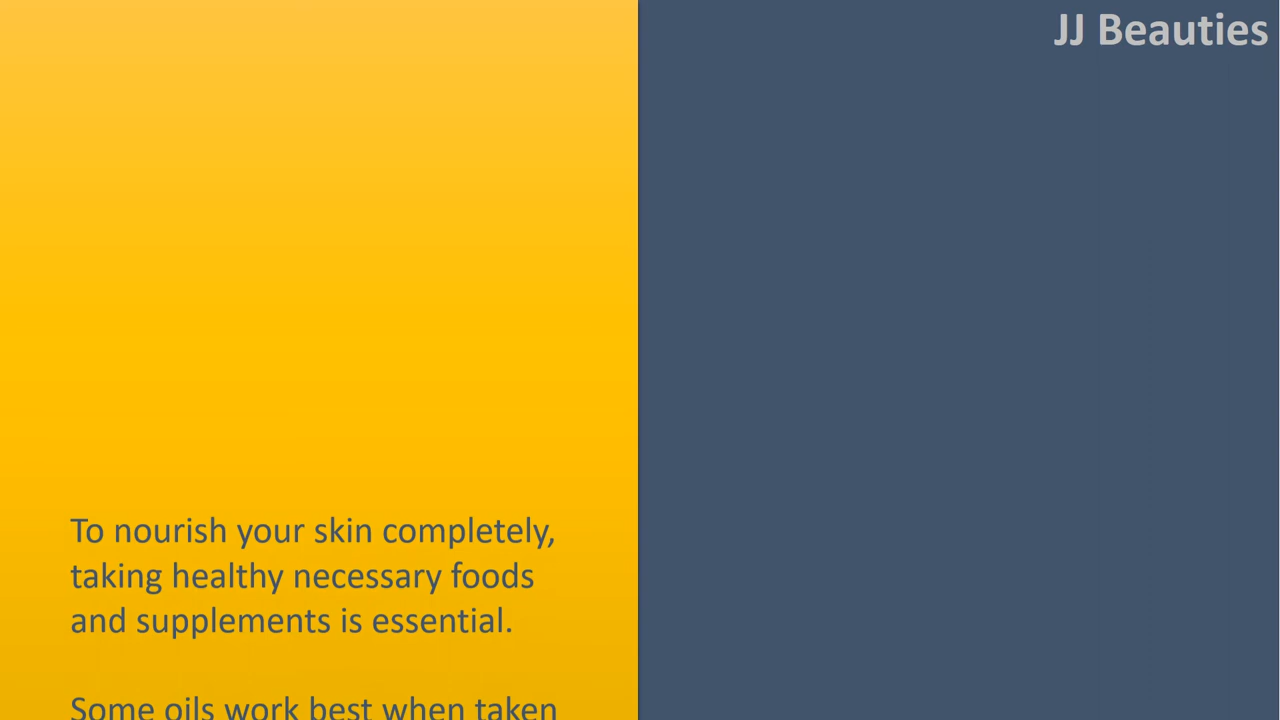 JJ Beauties
To nourish your skin completely,
taking healthy necessary foods
and supplements is essential.
Some oils work best when taken